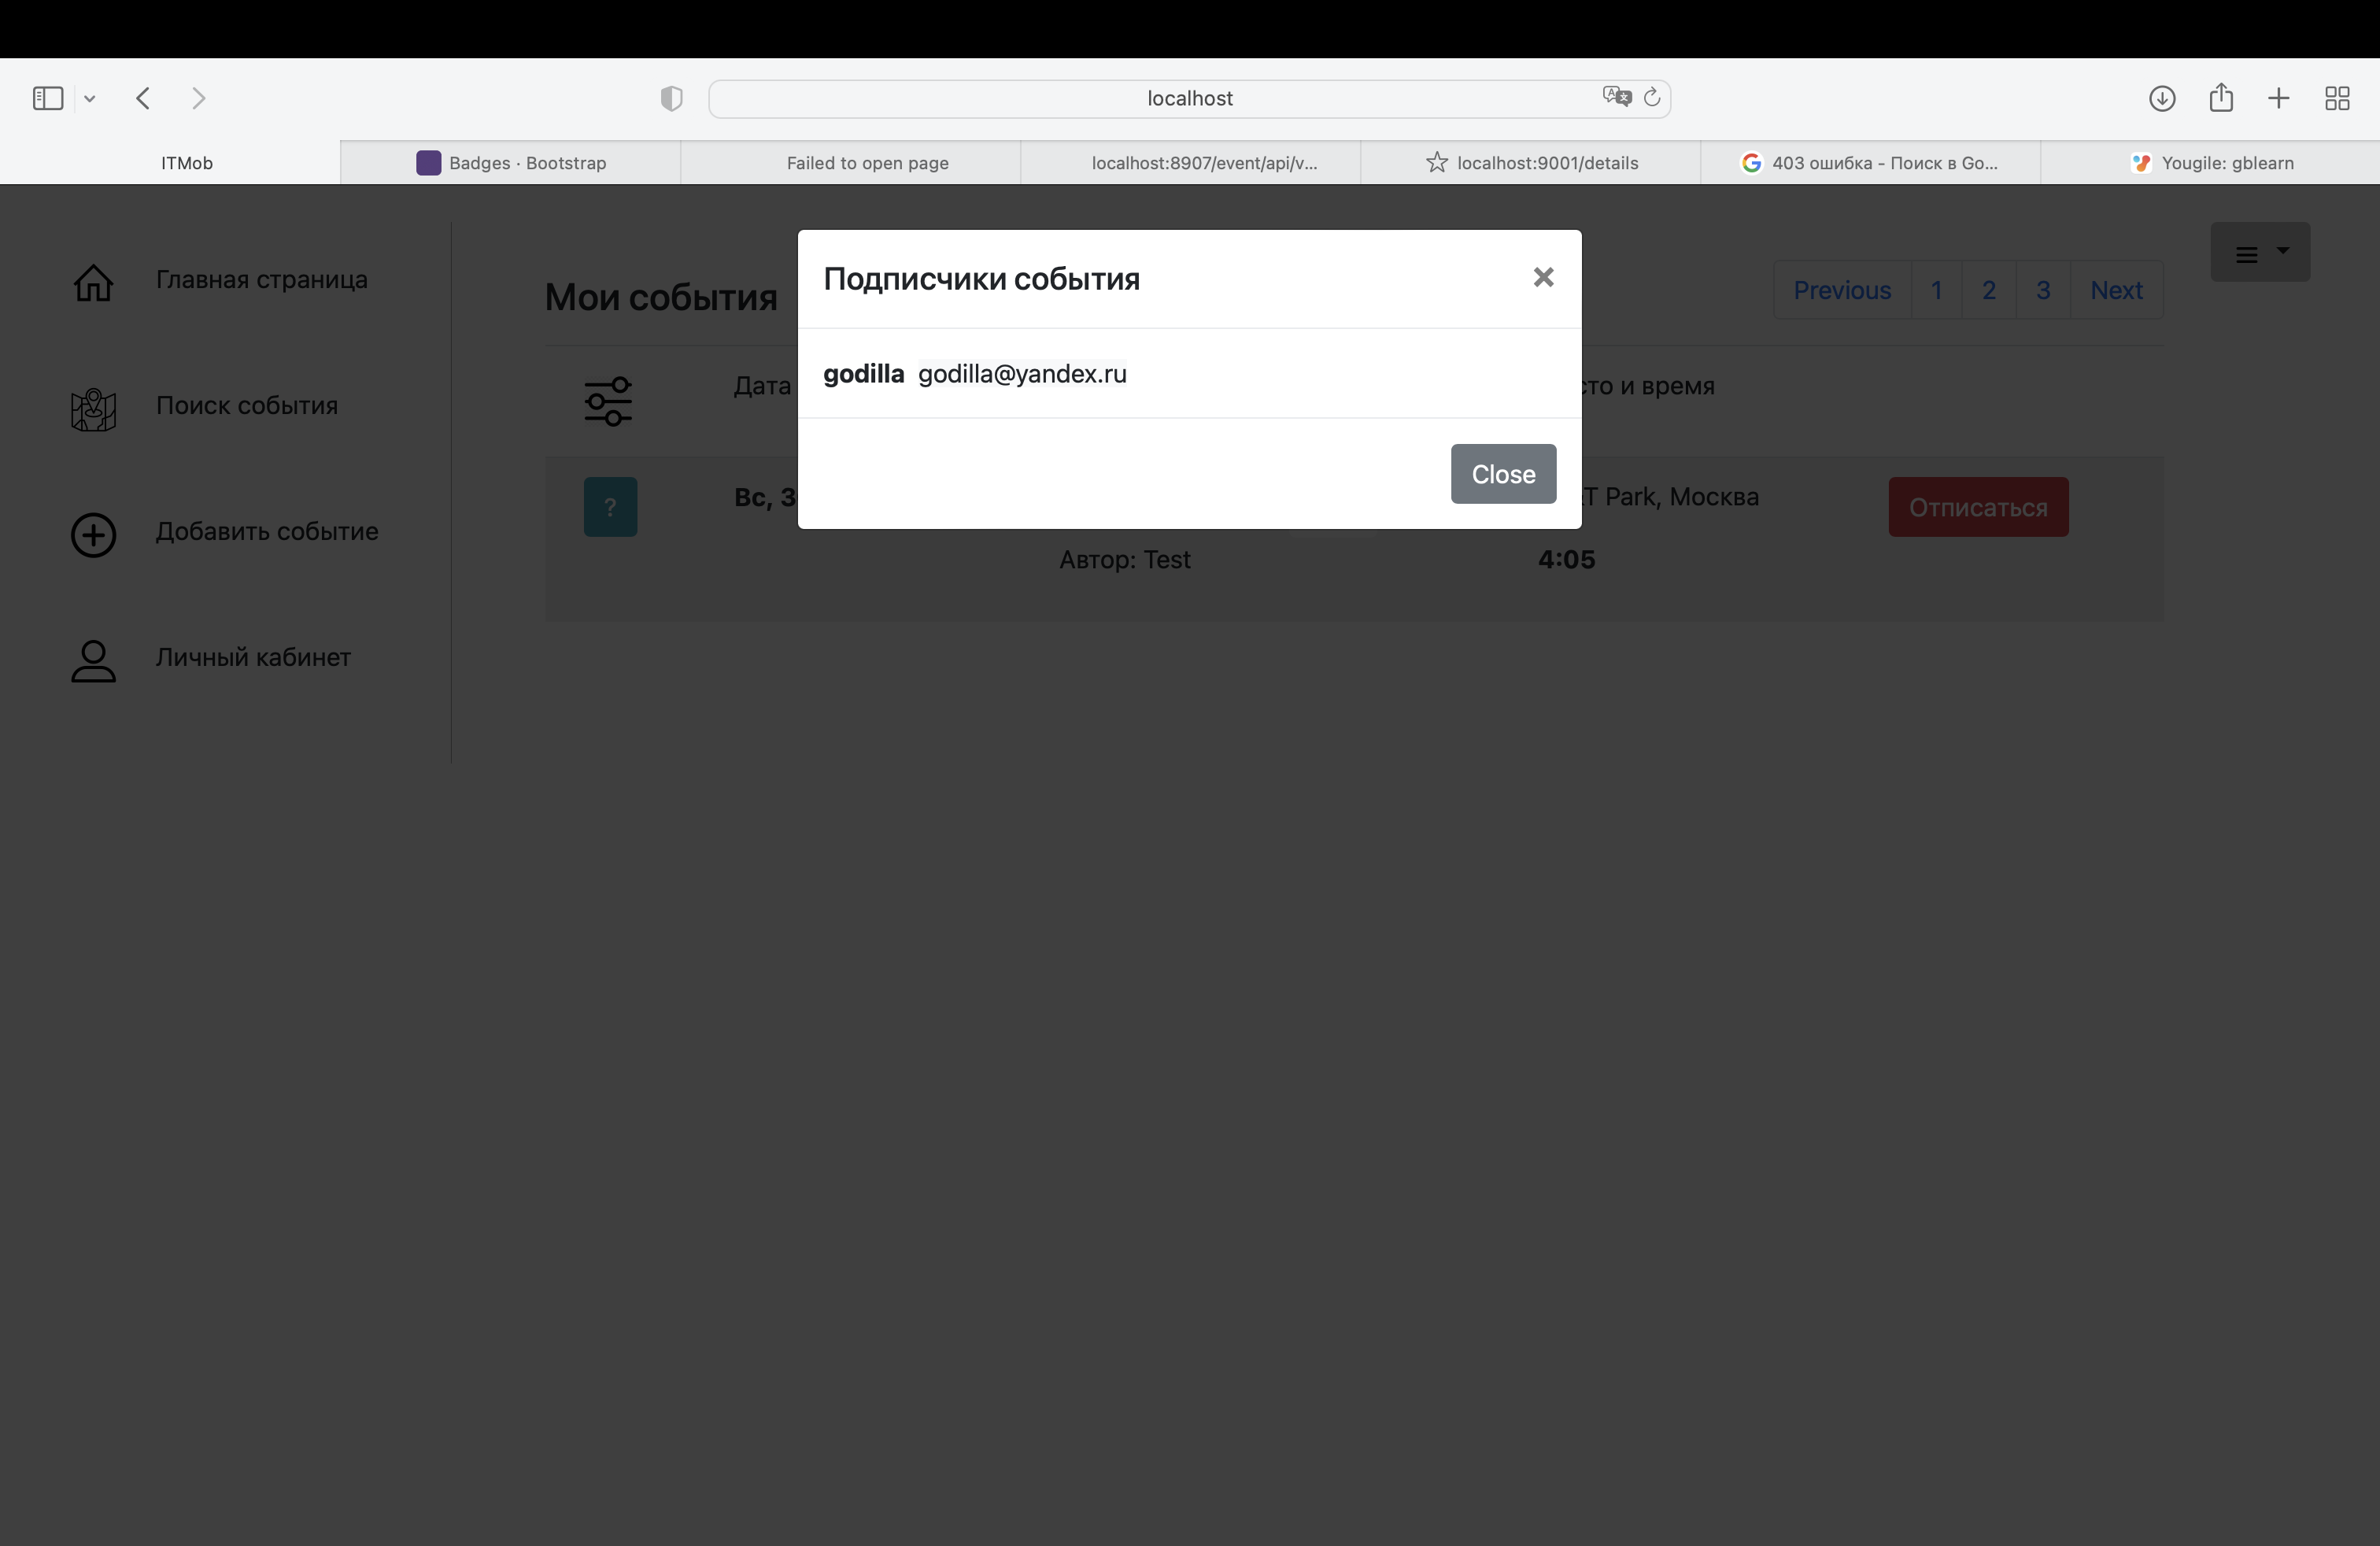 localhost
ITMob
Badges · Bootstrap
Failed to open page
localhost:8907/event/api/v...
localhost:9001/details
403 ошибка - Поиск в Go...
Yougile: gblearn
Главная страница
Поиск события
Добавить событие
Личный кабинет
Мои события
Previous 1 2 3 Next
Подписчики события
godilla godilla@yandex.ru
Close
Дата
сто и время
?
Вс, 3
T Park, Москва
Отписаться
Автор: Test
4:05